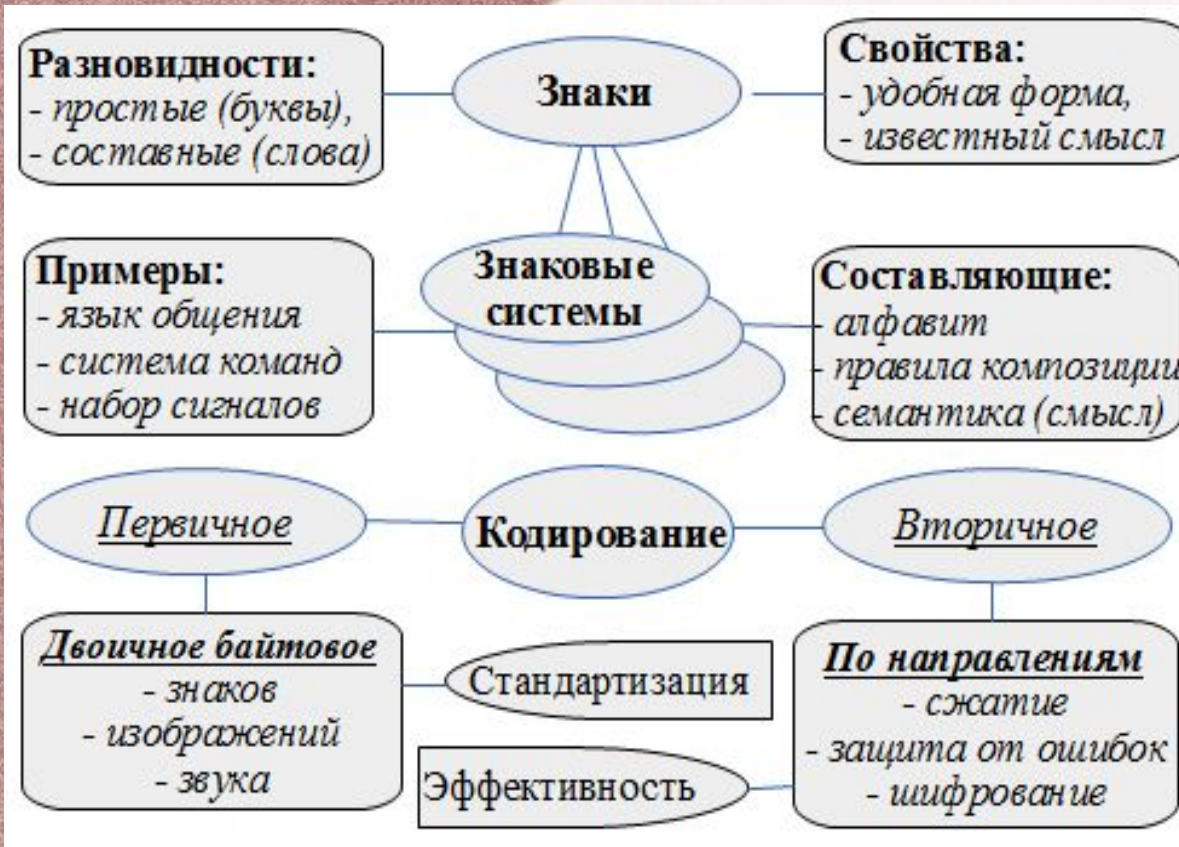 Разновидности:
- простые (буквы),
- составные (слова)
Знаки
Свойства:
- удобная форма,
- известный смысл
Примеры:
- язык общения
- система команд
- набор сигналов
Знаковые
системы
Составляющие:
- алфавит
- правила композиции
- семантика (смысл)
Первичное
Кодирование
Вторичное
Двоичное байтовое
- знаков
- изображений
- звука
Стандартизация
Эффективность
По направлениям
- сжатие
- защита от ошибок
- шифрование